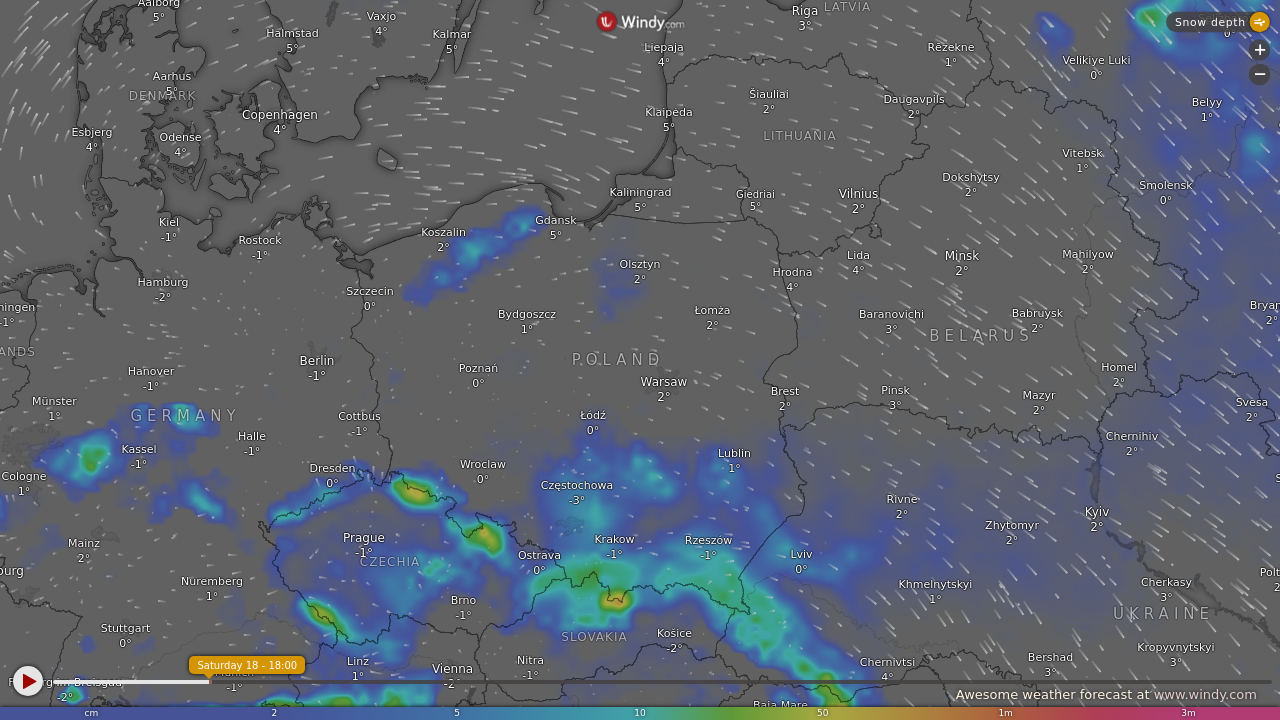 Aalborg
5°
Vaxjo
4°
Halmstad
5°
Kalmar
5°
Windy.com
Riga
3°
LATVIA
Snow depth
0°
Liepaja
4°
Rēzekne
1°
Velikiye Luki
0°
+
−
Aarhus
5°
DENMARK
Copenhagen
4°
Esbjerg
4°
Odense
4°
Klaipėda
5°
Šiauliai
2°
Daugavpils
2°
Belyy
1°
LITHUANIA
Vitebsk
1°
Kaliningrad
5°
Giedriai
5°
Vilnius
2°
Dokshytsy
2°
Smolensk
0°
Kiel
-1°
Rostock
-1°
Koszalin
2°
Gdansk
5°
Olsztyn
2°
Lida
4°
Minsk
2°
Mahilyow
2°
Hrodna
4°
Hamburg
-2°
Szczecin
0°
ningen
-1°
Bydgoszcz
1°
Łomża
2°
Baranovichi
3°
Babruysk
2°
Bryan
2°
BELARUS
ANDS
Berlin
-1°
POLAND
Hanover
-1°
Poznań
0°
Warsaw
2°
Brest
2°
Pinsk
3°
Homel
2°
Mazyr
2°
Münster
1°
GERMANY
Cottbus
-1°
Łódź
0°
Svesa
2°
Halle
-1°
Kassel
-1°
Chernihiv
2°
Cologne
1°
Dresden
0°
Wroclaw
0°
Lublin
1°
Częstochowa
-3°
Rivne
2°
Zhytomyr
2°
Kyiv
2°
S
Mainz
2°
Prague
-1°
CZECHIA
Ostrava
0°
Krakow
-1°
Rzeszów
-1°
Lviv
0°
ourg
Nuremberg
1°
Brno
-1°
Khmelnytskyi
1°
Cherkasy
3°
Polt
2
UKRAINE
Stuttgart
0°
SLOVAKIA
Košice
-2°
Kropyvnytskyi
3°
Saturday 18 - 18:00
Linz
1°
Vienna
-2°
Nitra
-1°
Chernivtsi
4°
Bershad
3°
-2°
-1°
Awesome weather forecast at www.windy.com
Baia Mare
cm 2 5 10 20 50 1m 3m